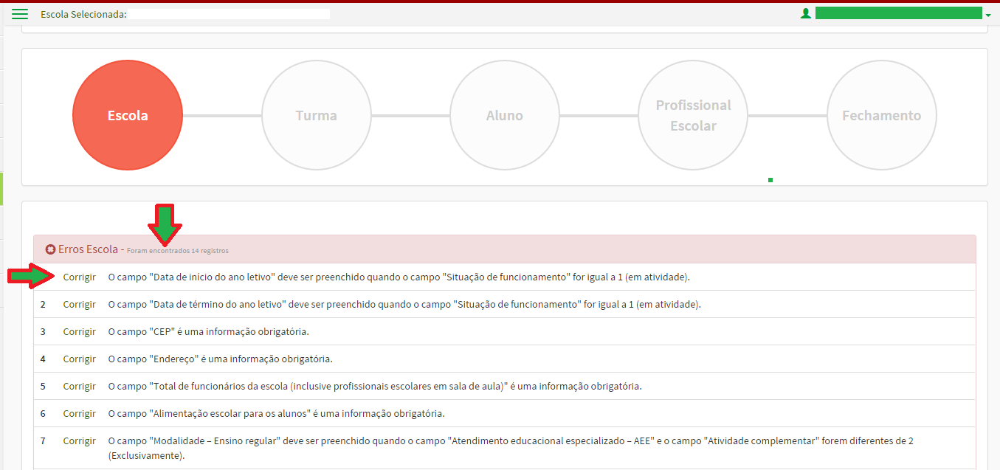 Escola Selecionada:
Escola
Turma
Aluno
Profissional
Escolar
Fechamento
Erros Escola - Foram encontrados 14 registros
Corrigir O campo "Data de início do ano letivo" deve ser preenchido quando o campo "Situação de funcionamento" for igual a 1 (em atividade).
2 Corrigir O campo "Data de término do ano letivo" deve ser preenchido quando o campo "Situação de funcionamento" for igual a 1 (em atividade).
3 Corrigir O campo "CEP" é uma informação obrigatória.
4 Corrigir O campo "Endereço" é uma informação obrigatória.
5 Corrigir O campo "Total de funcionários da escola (inclusive profissionais escolares em sala de aula)" é uma informação obrigatória.
6 Corrigir O campo "Alimentação escolar para os alunos" é uma informação obrigatória.
7 Corrigir O campo "Modalidade – Ensino regular" deve ser preenchido quando o campo "Atendimento educacional especializado – AEE" e o campo "Atividade complementar" forem diferentes de 2
(Exclusivamente).